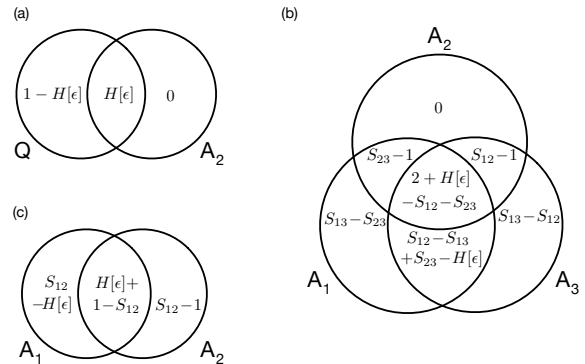 (a)
1 − H[ϵ]
H[ϵ]
0
Q
A₂
(b)
A₂
0
S₂₃−1
S₁₂−1
2 + H[ϵ]
−S₁₂−S₂₃
S₁₃−S₂₃
S₁₃−S₁₂
S₁₂−S₁₃
+S₂₃−H[ϵ]
A₁
A₃
(c)
S₁₂
−H[ϵ]
H[ϵ]+
1−S₁₂
S₁₂−1
A₁
A₂